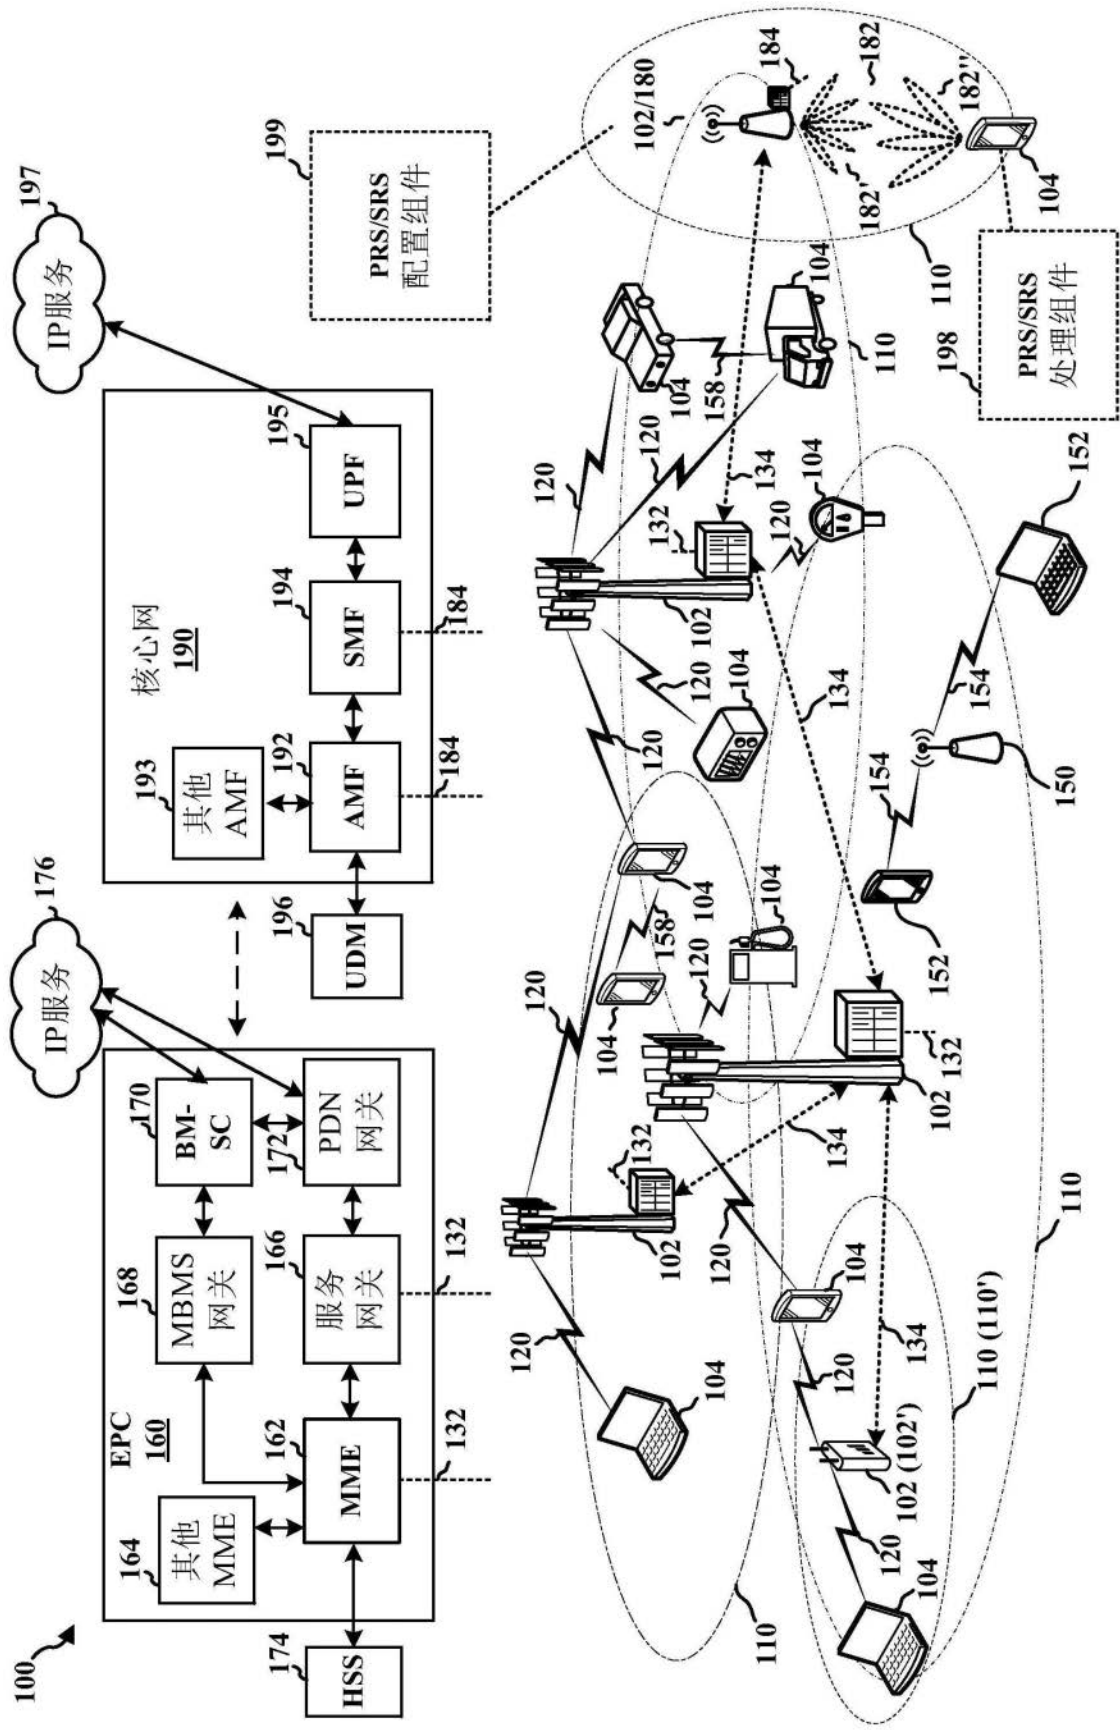 100
EPC
160
164
其他
MME
162
MME
132
174
HSS
168
MBMS
网关
166
服务
网关
132
170
BM-
SC
172
PDN
网关
IP服务
176
核心网
190
193
其他
AMF
192
AMF
184
196
UDM
194
SMF
184
195
UPF
IP服务
197
199
PRS/SRS
配置组件
120
120
120
120
120
120
132
102
104
104
158
104
120
104
132
102
104
158
104
110
134
102/180
184
182
182'
182''
104
110
198
PRS/SRS
处理组件
110
104
120
104
120
134
120
104
132
102
134
120
104
120
102 (102')
104
134
110 (110')
110
152
154
150
154
152